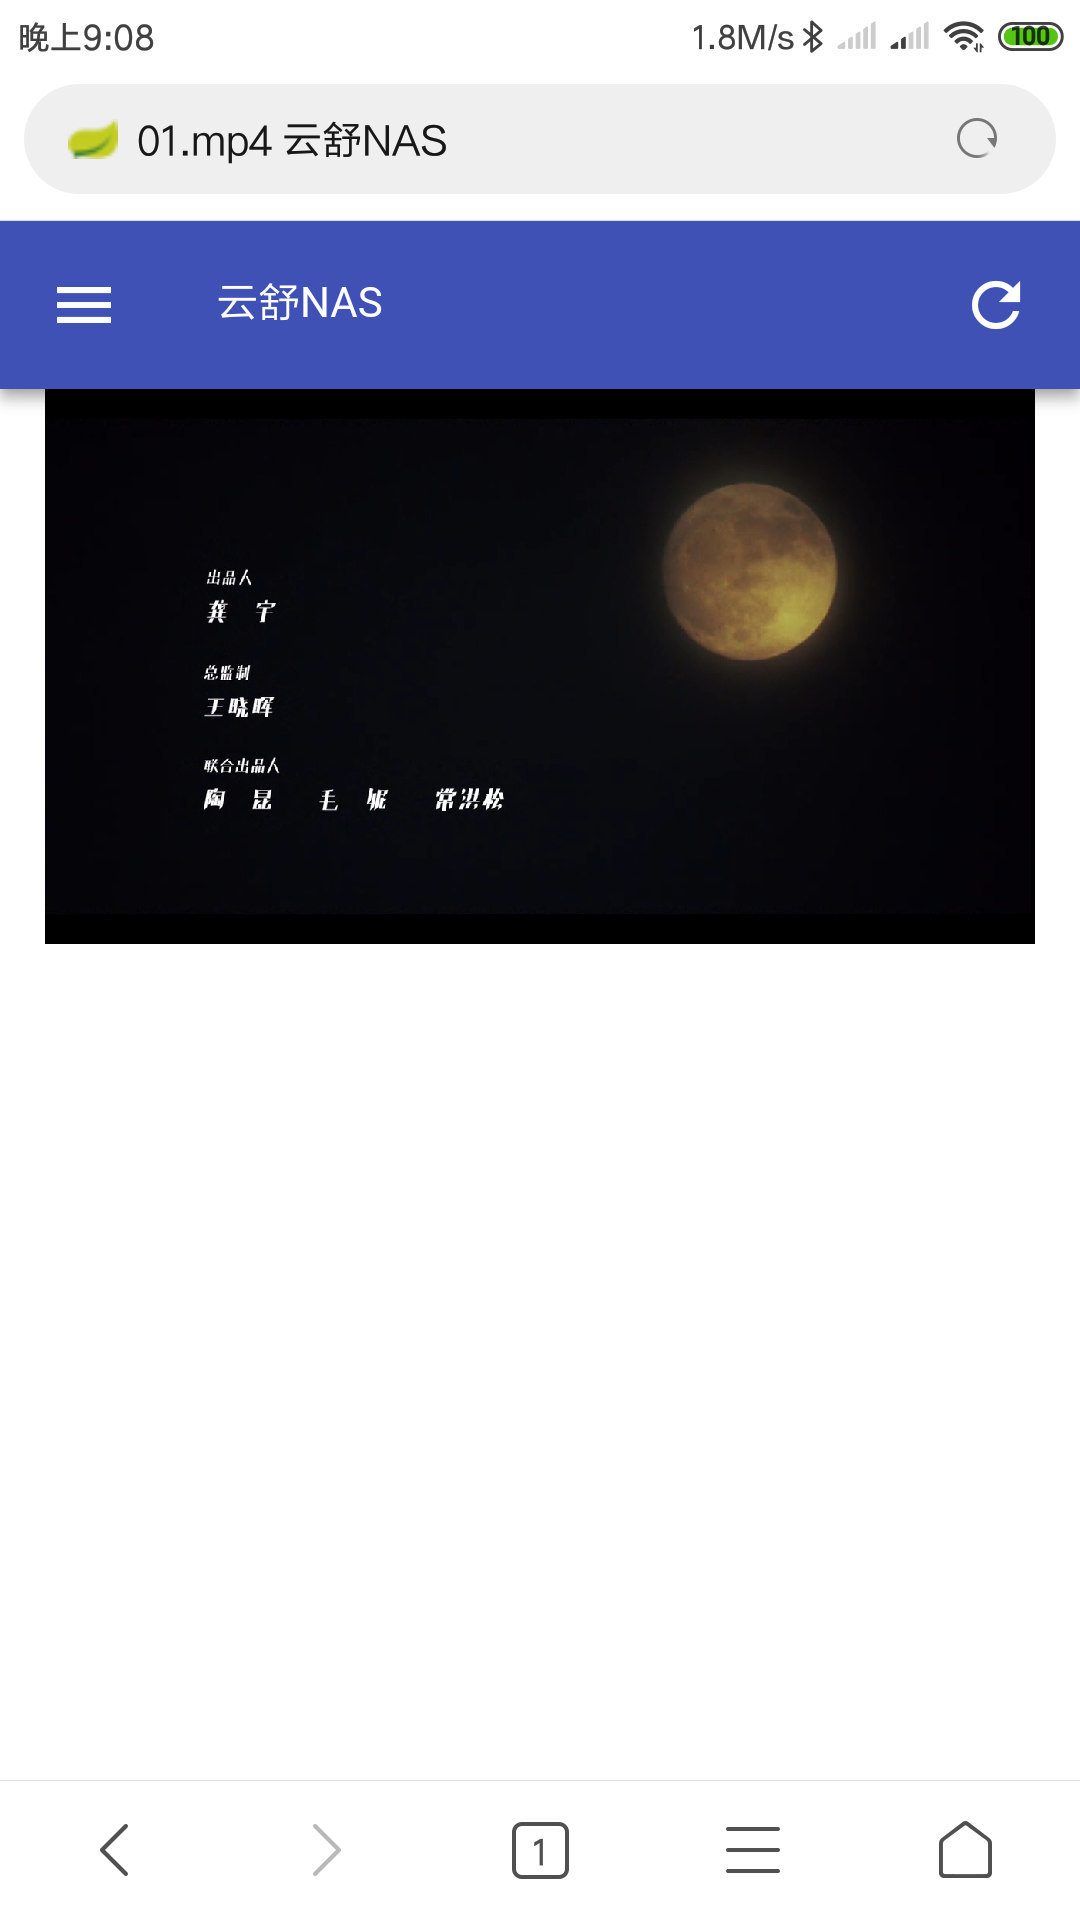 晚上9:08
1.8M/s
100
01.mp4 云舒NAS
云舒NAS
出品人
龚 宇
总监制
王晓晖
联合出品人
陶 昆 毛 妮 常洪松
1